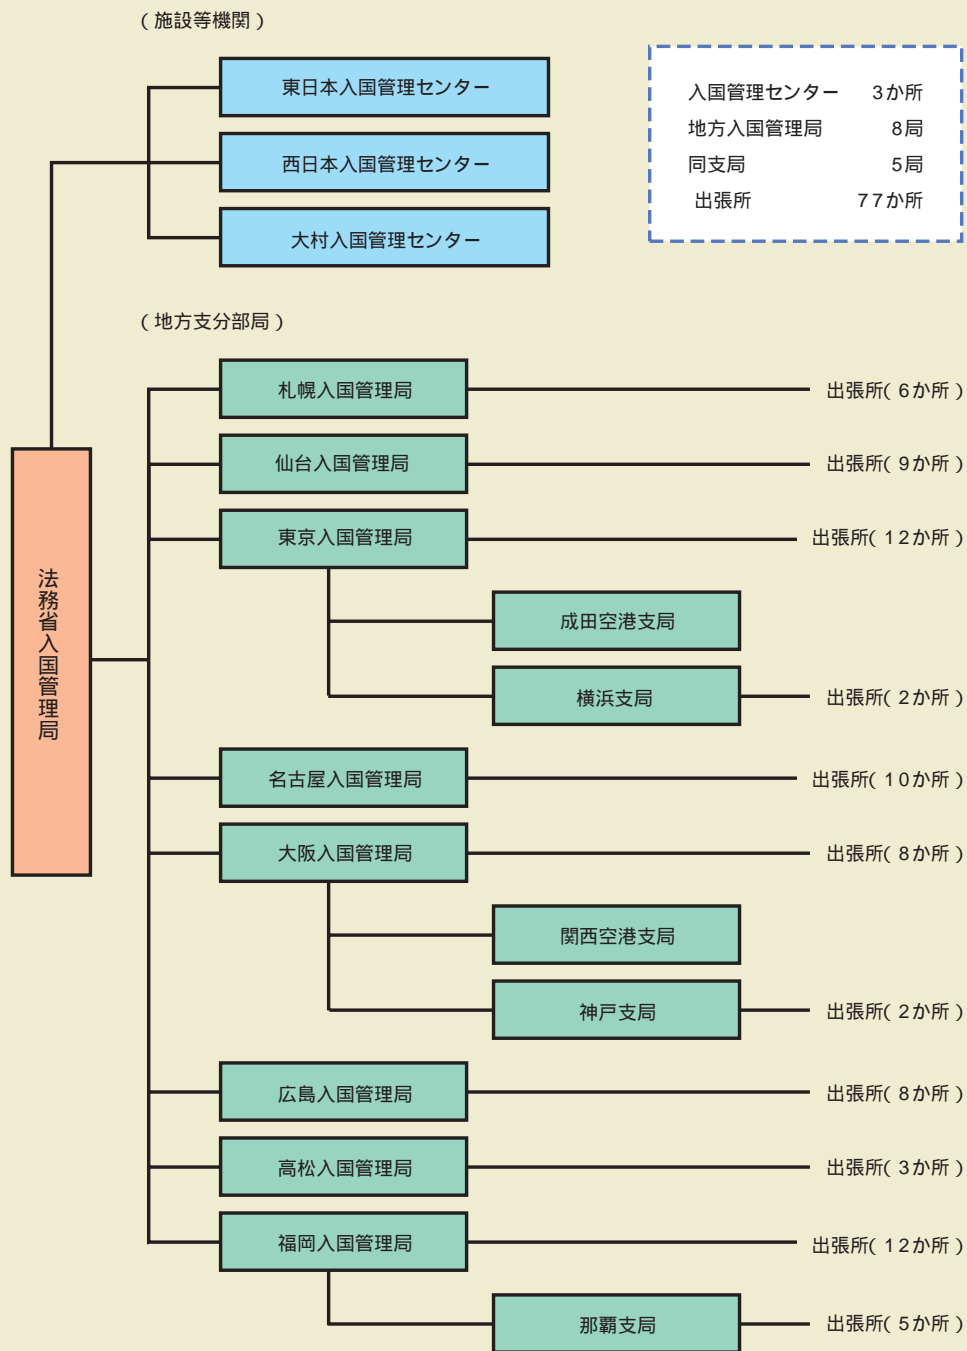 (施設等機関)
東日本入国管理センター
西日本入国管理センター
大村入国管理センター
入国管理センター 3か所
地方入国管理局 8局
同支局 5局
出張所 77か所
(地方支分部局)
法務省入国管理局
札幌入国管理局 出張所(6か所)
仙台入国管理局 出張所(9か所)
東京入国管理局 出張所(12か所)
成田空港支局
横浜支局 出張所(2か所)
名古屋入国管理局 出張所(10か所)
大阪入国管理局 出張所(8か所)
関西空港支局
神戸支局 出張所(2か所)
広島入国管理局 出張所(8か所)
高松入国管理局 出張所(3か所)
福岡入国管理局 出張所(12か所)
那覇支局 出張所(5か所)